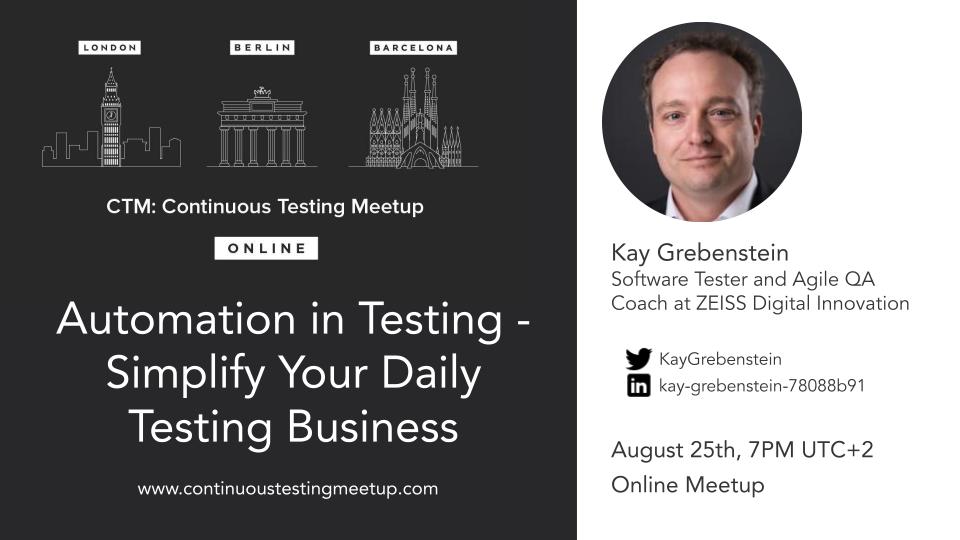 LONDON
BERLIN
BARCELONA
CTM: Continuous Testing Meetup
ONLINE
Automation in Testing -
Simplify Your Daily
Testing Business
www.continuoustestingmeetup.com
Kay Grebenstein
Software Tester and Agile QA
Coach at ZEISS Digital Innovation
KayGrebenstein
in kay-grebenstein-78088b91
August 25th, 7PM UTC+2
Online Meetup